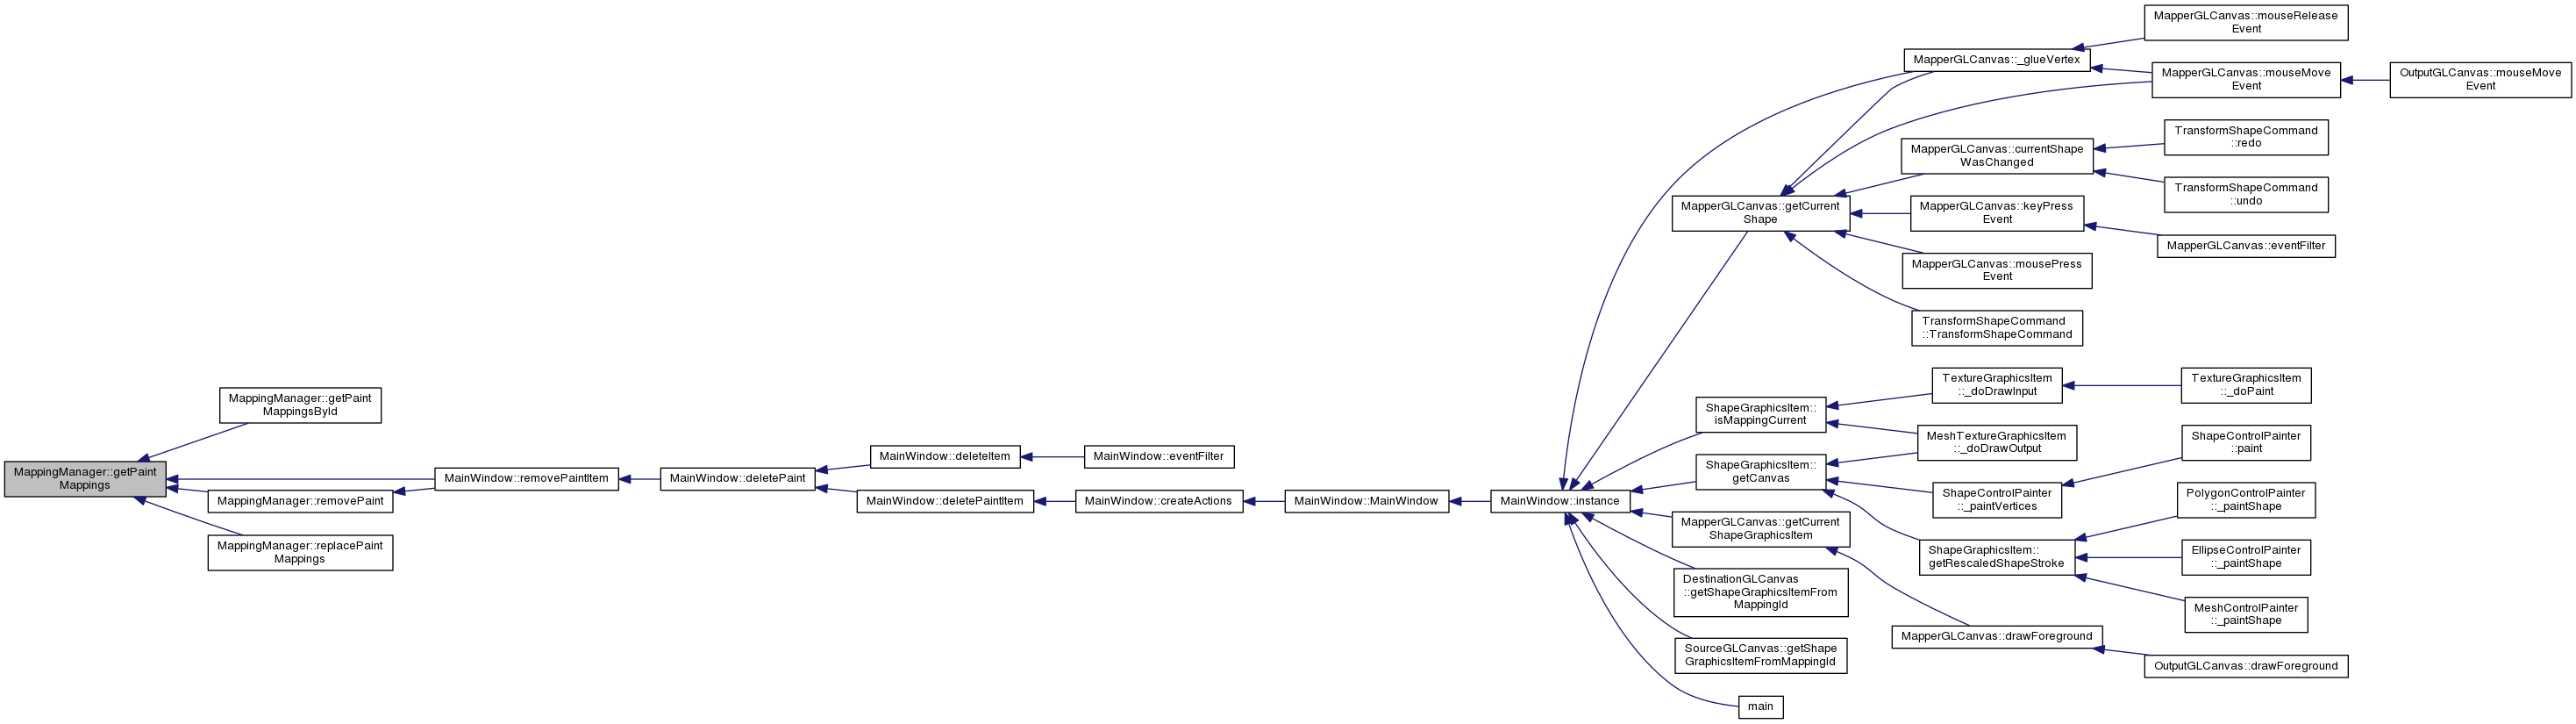 MappingManager::getPaint
Mappings
MappingManager::getPaint
MappingsById
MappingManager::removePaint
MappingManager::replacePaint
Mappings
MainWindow::removePaintItem
MainWindow::deletePaint
MainWindow::deleteItem
MainWindow::eventFilter
MainWindow::deletePaintItem
MainWindow::createActions
MainWindow::MainWindow
MainWindow::instance
MapperGLCanvas::_glueVertex
MapperGLCanvas::mouseRelease
Event
MapperGLCanvas::mouseMove
Event
OutputGLCanvas::mouseMove
Event
MapperGLCanvas::getCurrent
Shape
MapperGLCanvas::currentShape
WasChanged
TransformShapeCommand
::redo
TransformShapeCommand
::undo
MapperGLCanvas::keyPress
Event
MapperGLCanvas::eventFilter
MapperGLCanvas::mousePress
Event
TransformShapeCommand
::TransformShapeCommand
ShapeGraphicsItem::
isMappingCurrent
TextureGraphicsItem
::_doDrawInput
TextureGraphicsItem
::_doPaint
MeshTextureGraphicsItem
::_doDrawOutput
ShapeGraphicsItem::
getCanvas
ShapeControlPainter
::_paintVertices
ShapeControlPainter
::paint
ShapeGraphicsItem::
getRescaledShapeStroke
PolygonControlPainter
::_paintShape
EllipseControlPainter
::_paintShape
MeshControlPainter
::_paintShape
MapperGLCanvas::getCurrent
ShapeGraphicsItem
MapperGLCanvas::drawForeground
OutputGLCanvas::drawForeground
DestinationGLCanvas
::getShapeGraphicsItemFrom
MappingId
SourceGLCanvas::getShape
GraphicsItemFromMappingId
main